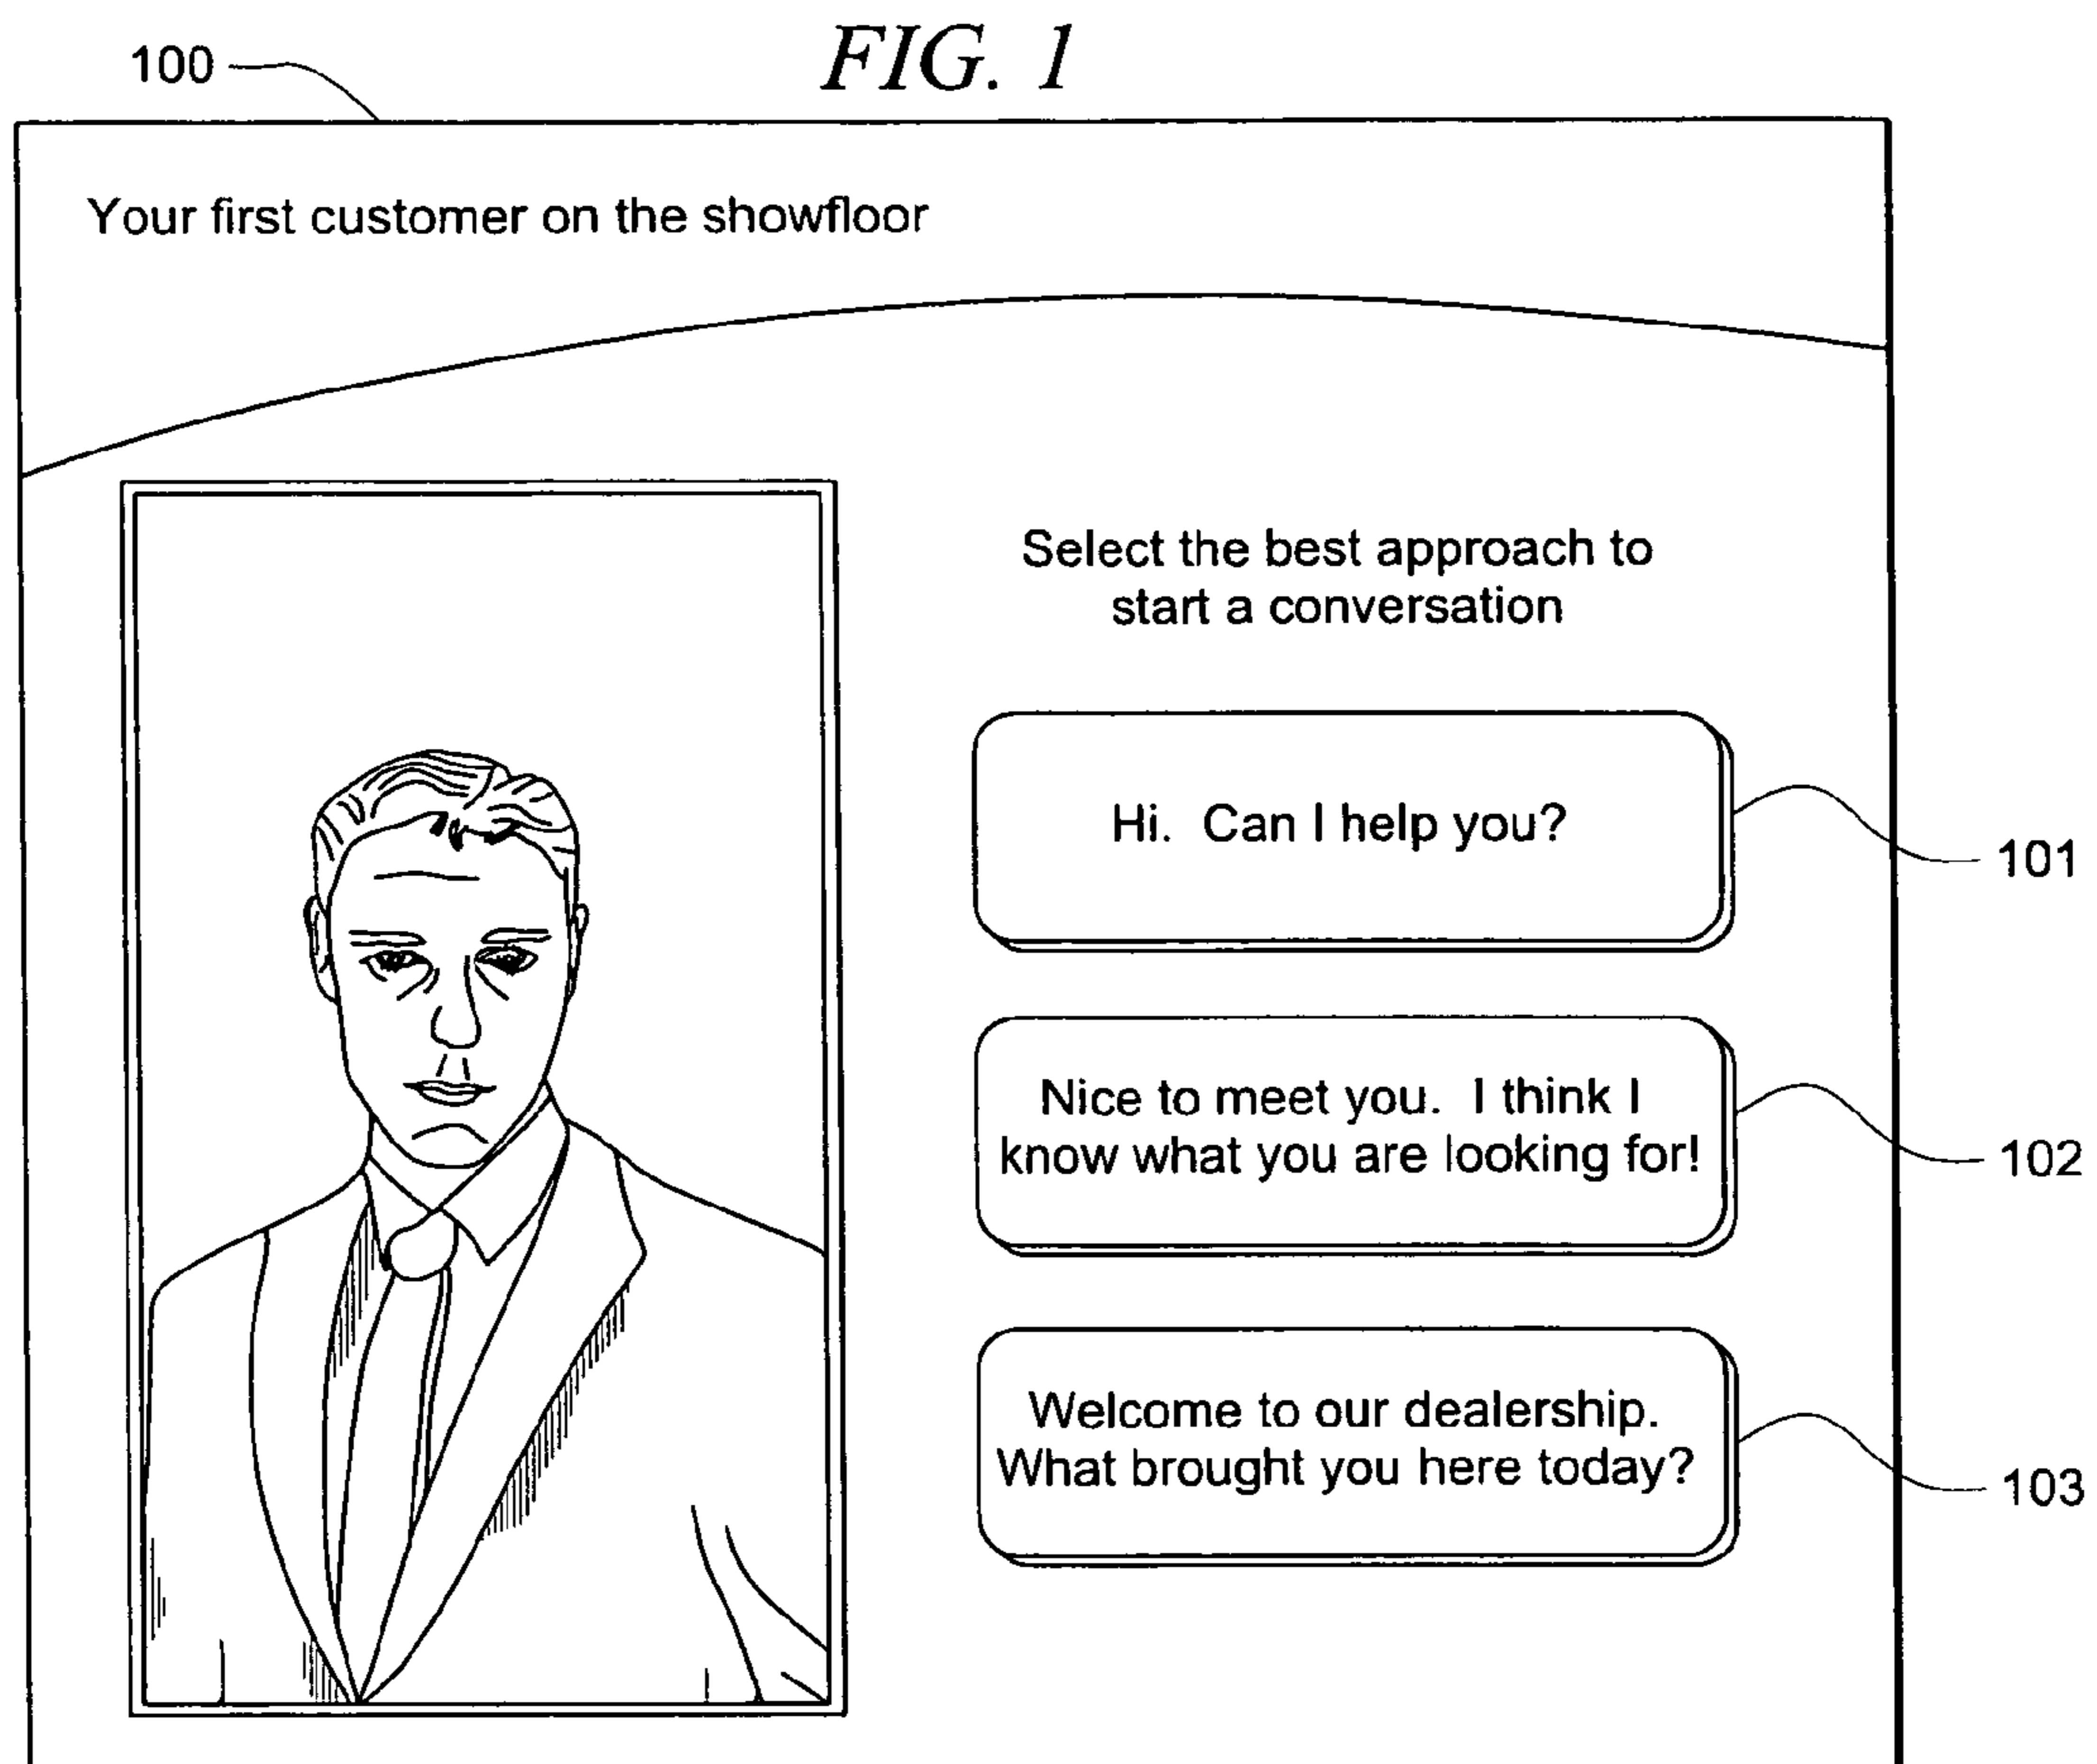 FIG. 1
100
Your first customer on the showfloor
Select the best approach to
start a conversation
Hi. Can I help you?
101
Nice to meet you. I think I
know what you are looking for!
102
Welcome to our dealership.
What brought you here today?
103